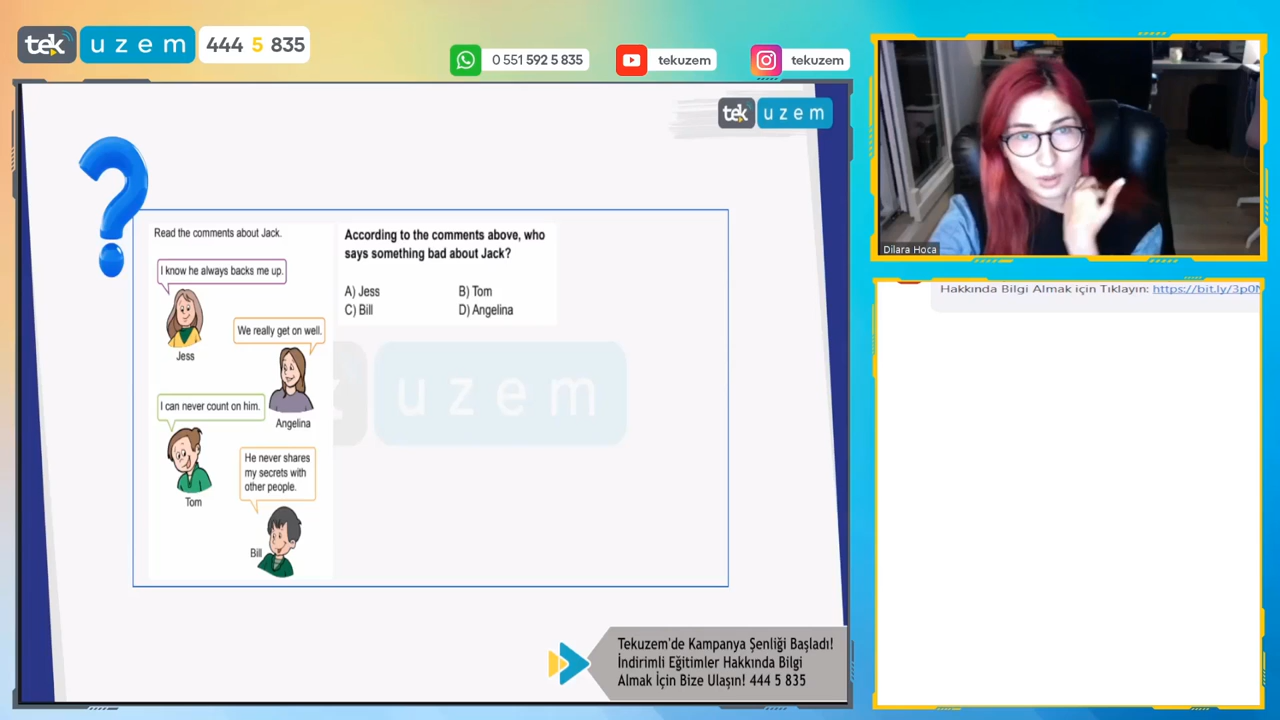 tek uzem 444 5 835
0 551 592 5 835
tekuzem
tekuzem
tek uzem
Read the comments about Jack.
I know he always backs me up.
Jess
We really get on well.
Angelina
I can never count on him.
Tom
He never shares
my secrets with
other people.
Bill
According to the comments above, who
says something bad about Jack?
A) Jess B) Tom
C) Bill D) Angelina
uzem
Tekuzem'de Kampanya Şenliği Başladı!
İndirimli Eğitimler Hakkında Bilgi
Almak İçin Bize Ulaşın! 444 5 835
Dilara Hoca
Hakkında Bilgi Almak için Tıklayın: https://bit.ly/3p0